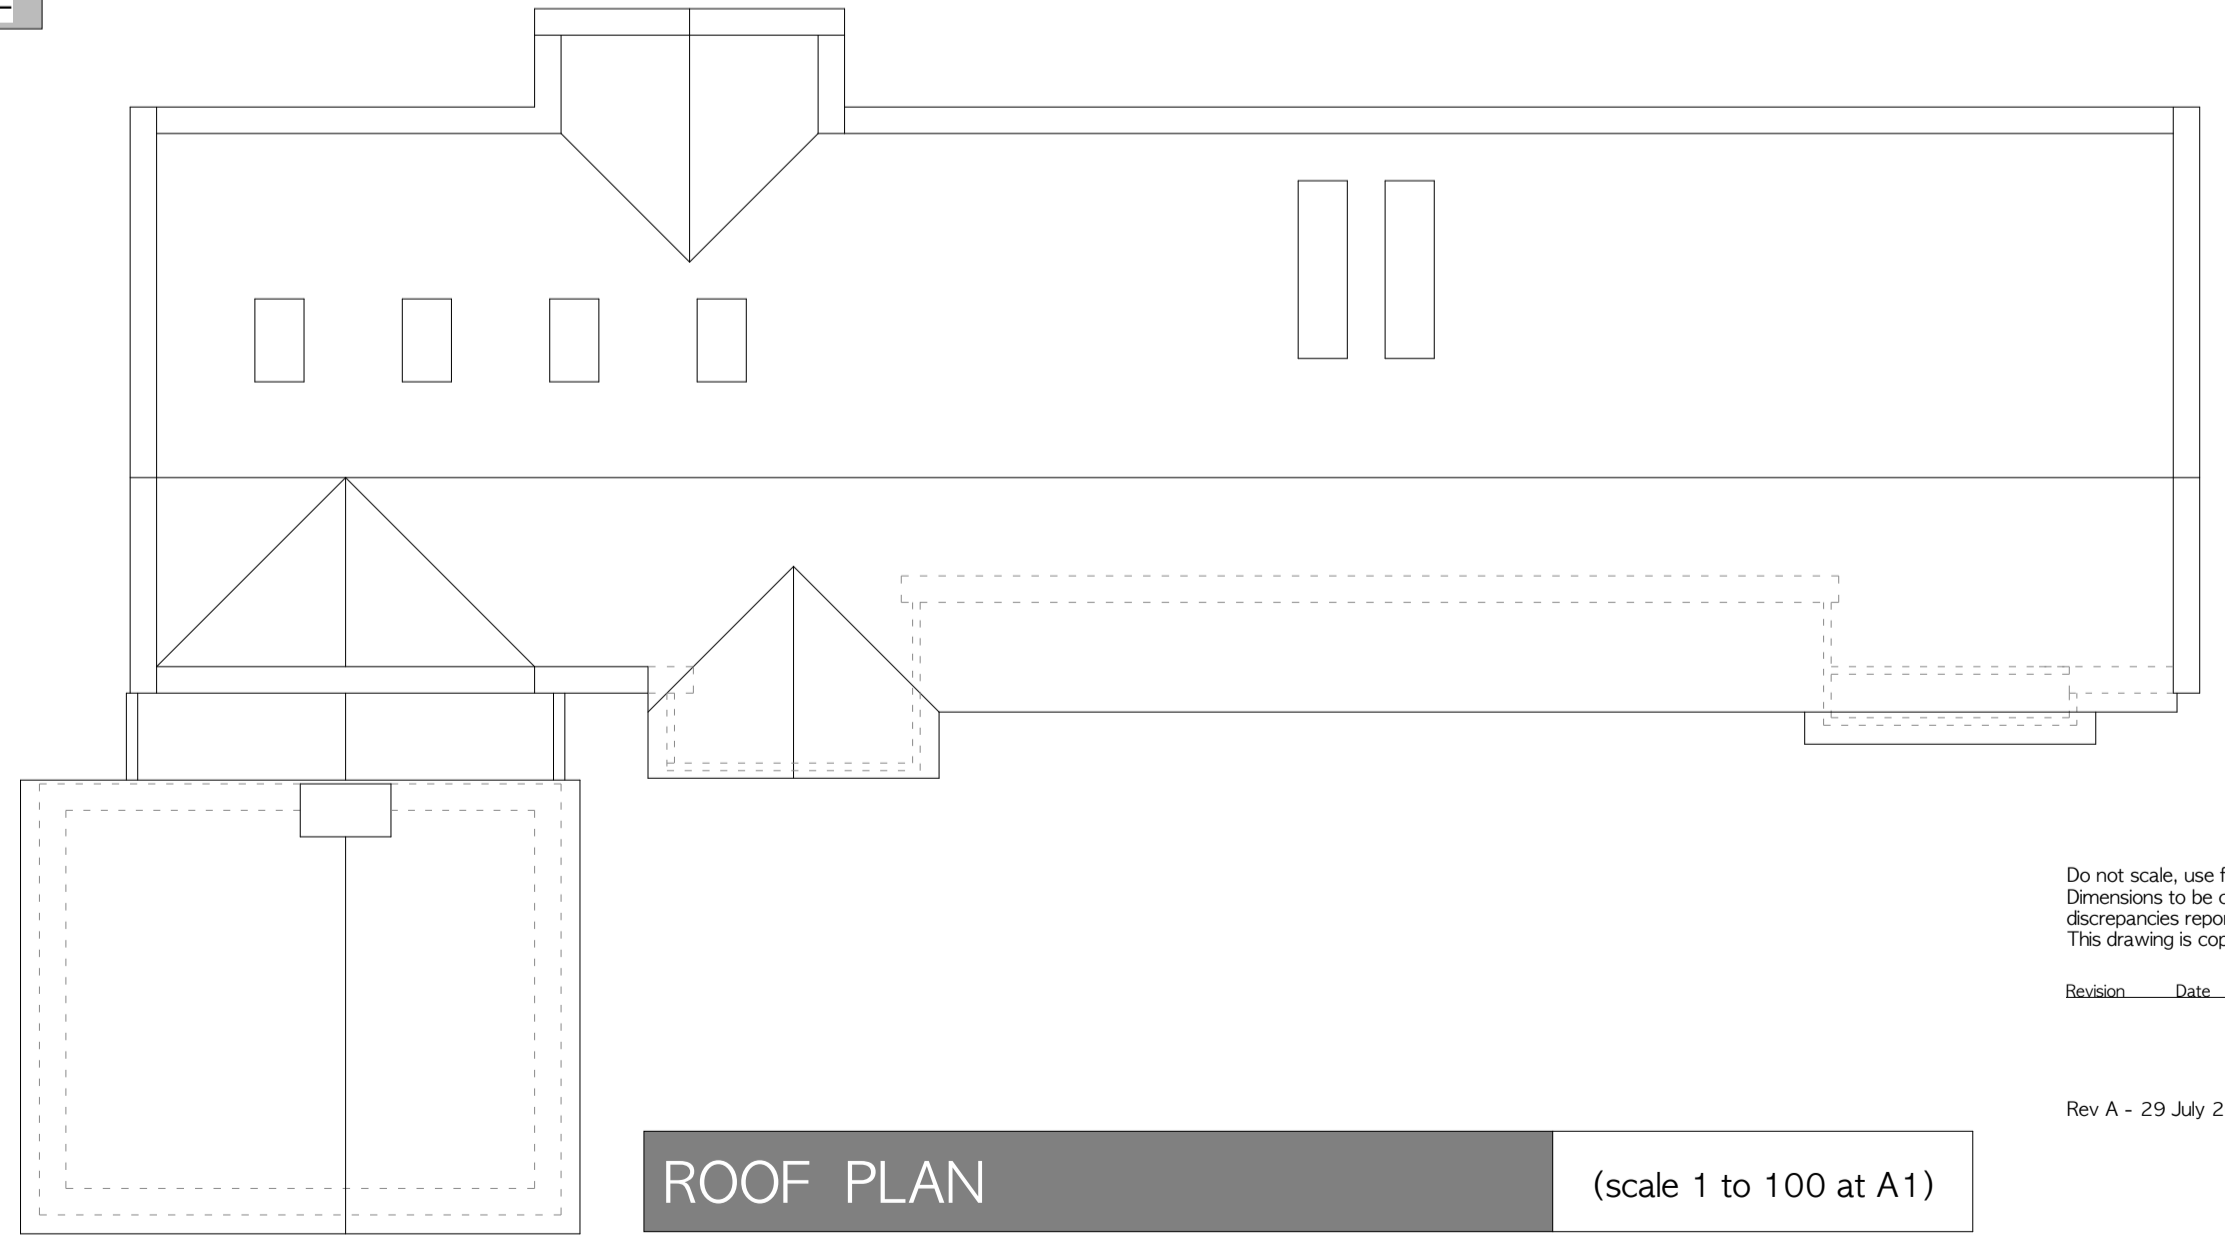 ROOF PLAN
(scale 1 to 100 at A1)
Do not scale, use
Dimensions to be
discrepancies
This drawing is
Revision Date
Rev A - 29 July